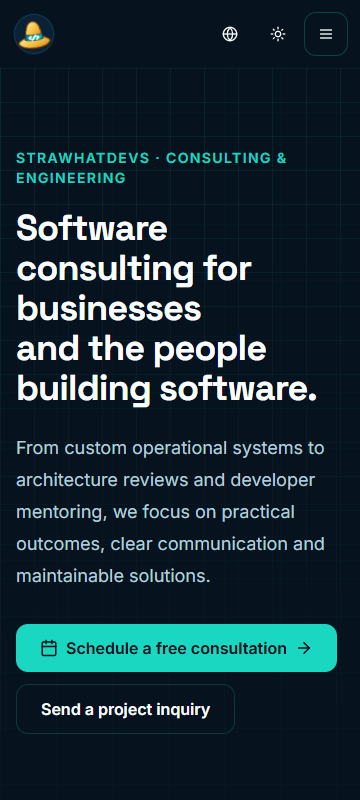 STRAWHATDEVS · CONSULTING &
ENGINEERING
Software
consulting for
businesses
and the people
building software.
From custom operational systems to
architecture reviews and developer
mentoring, we focus on practical
outcomes, clear communication and
maintainable solutions.
Schedule a free consultation
Send a project inquiry